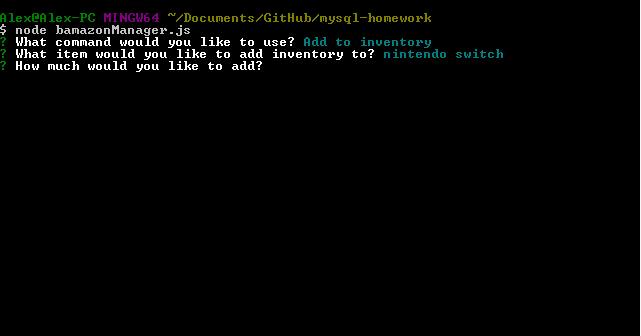 Alex@Alex-PC MINGW64 ~/Documents/GitHub/mysql-homework
$ node bamazonManager.js
? What command would you like to use? Add to inventory
? What item would you like to add inventory to? nintendo switch
? How much would you like to add?